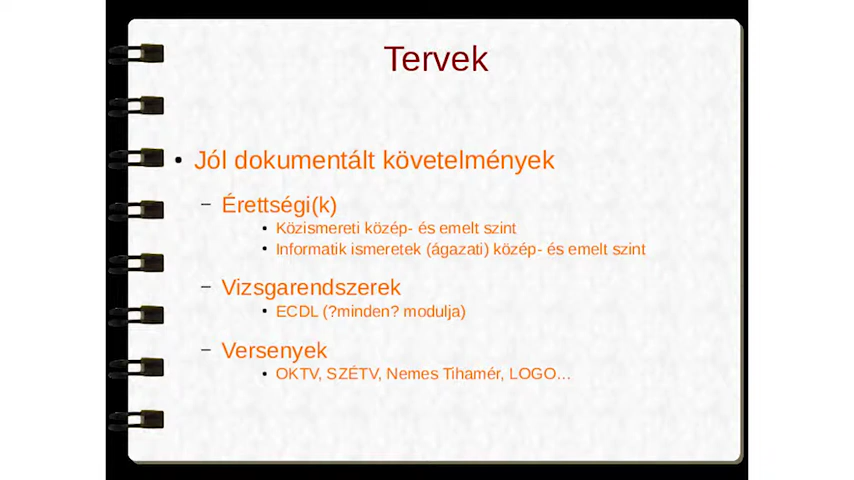 Tervek
• Jól dokumentált követelmények
– Érettségi(k)
• Közismereti közép- és emelt szint
• Informatik ismeretek (ágazati) közép- és emelt szint
– Vizsgarendszerek
• ECDL (?minden? modulja)
– Versenyek
• OKTV, SZÉTV, Nemes Tihamér, LOGO…